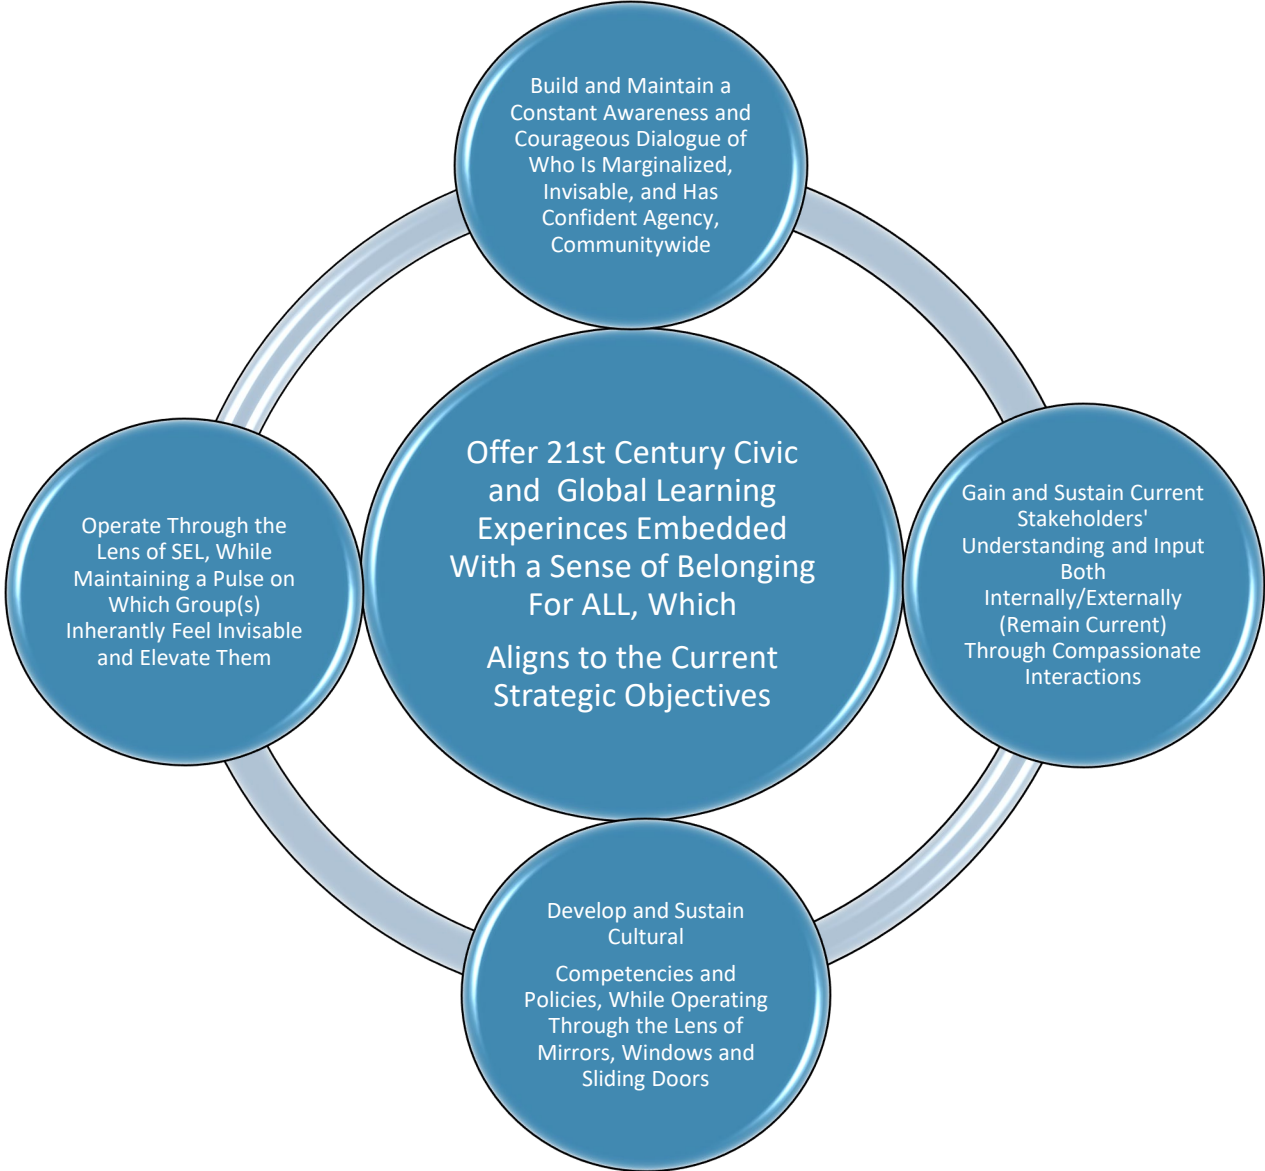 Build and Maintain a
Constant Awareness and
Courageous Dialogue of
Who Is Marginalized,
Invisable, and Has
Confident Agency,
Communitywide
Offer 21st Century Civic
and  Global Learning
Experinces Embedded
With a Sense of Belonging
For ALL, Which
Aligns to the Current
Strategic Objectives
Gain and Sustain Current
Stakeholders'
Understanding and Input
Both
Internally/Externally
(Remain Current)
Through Compassionate
Interactions
Develop and Sustain
Cultural
Competencies and
Policies, While Operating
Through the Lens of
Mirrors, Windows and
Sliding Doors
Operate Through the
Lens of SEL, While
Maintaining a Pulse on
Which Group(s)
Inherantly Feel Invisable
and Elevate Them